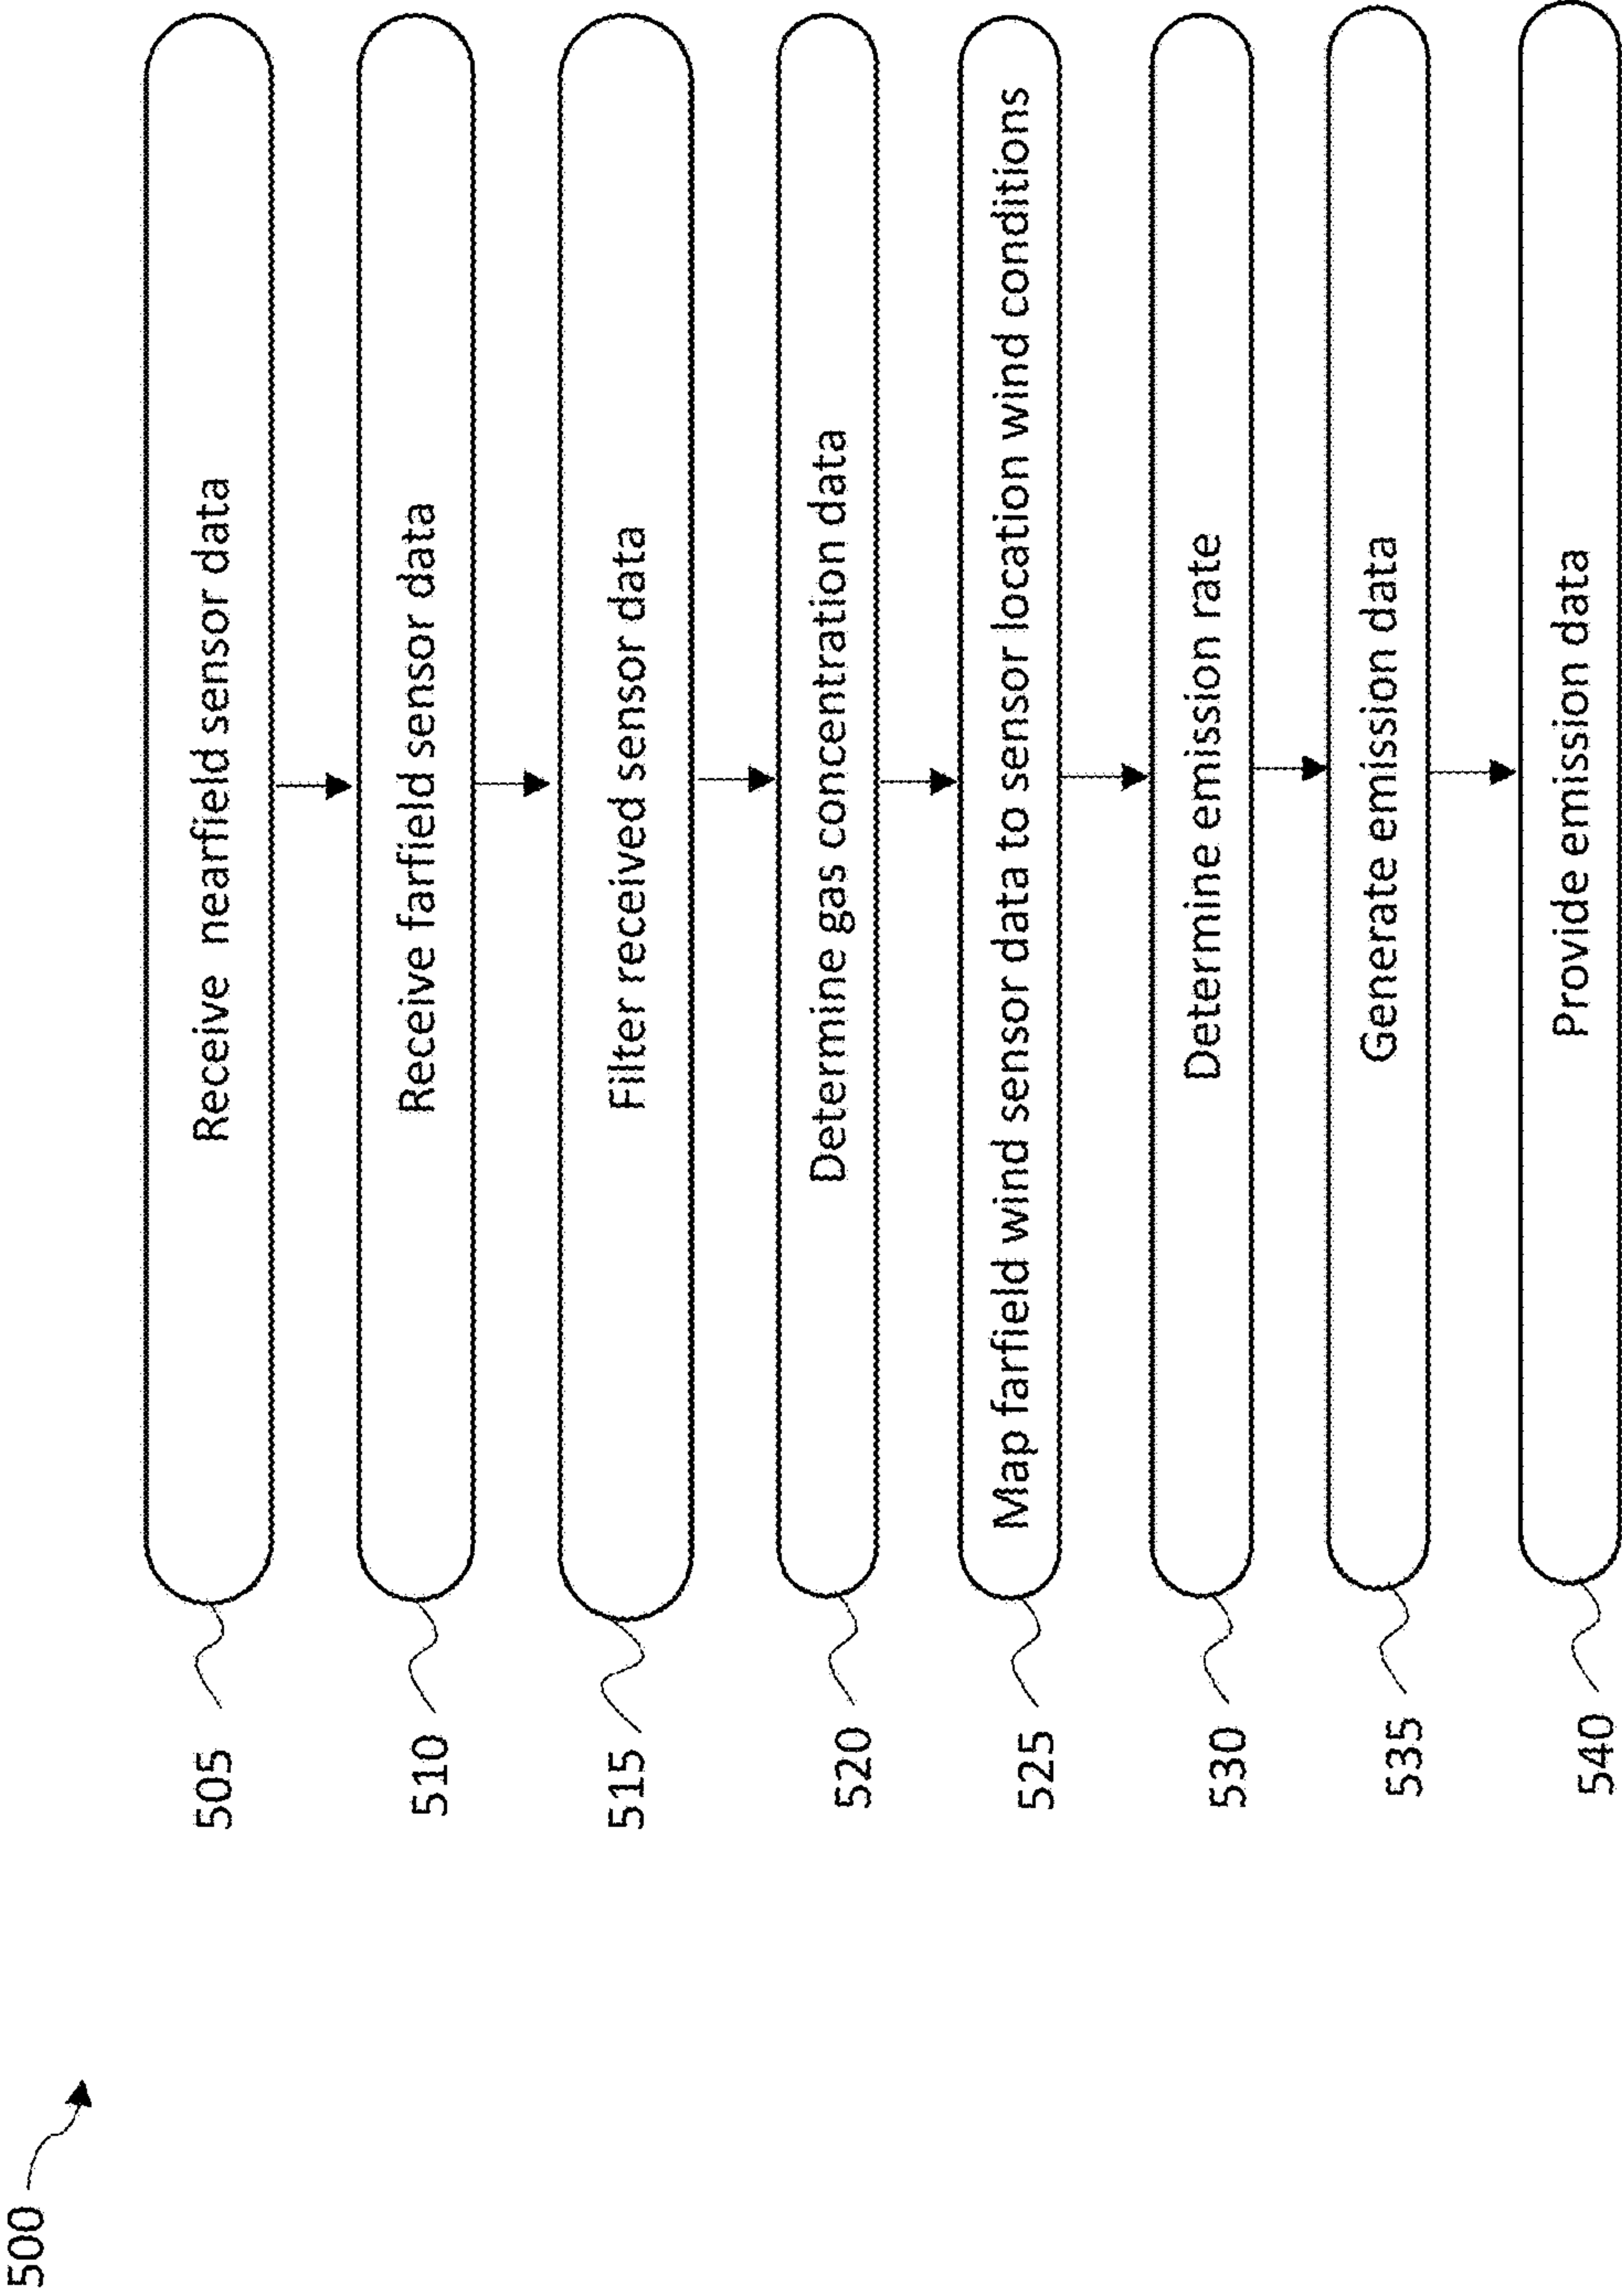 500
505
Receive nearfield sensor data
510
Receive farfield sensor data
515
Filter received sensor data
520
Determine gas concentration data
525
Map farfield wind sensor data to sensor location wind conditions
530
Determine emission rate
535
Generate emission data
540
Provide emission data